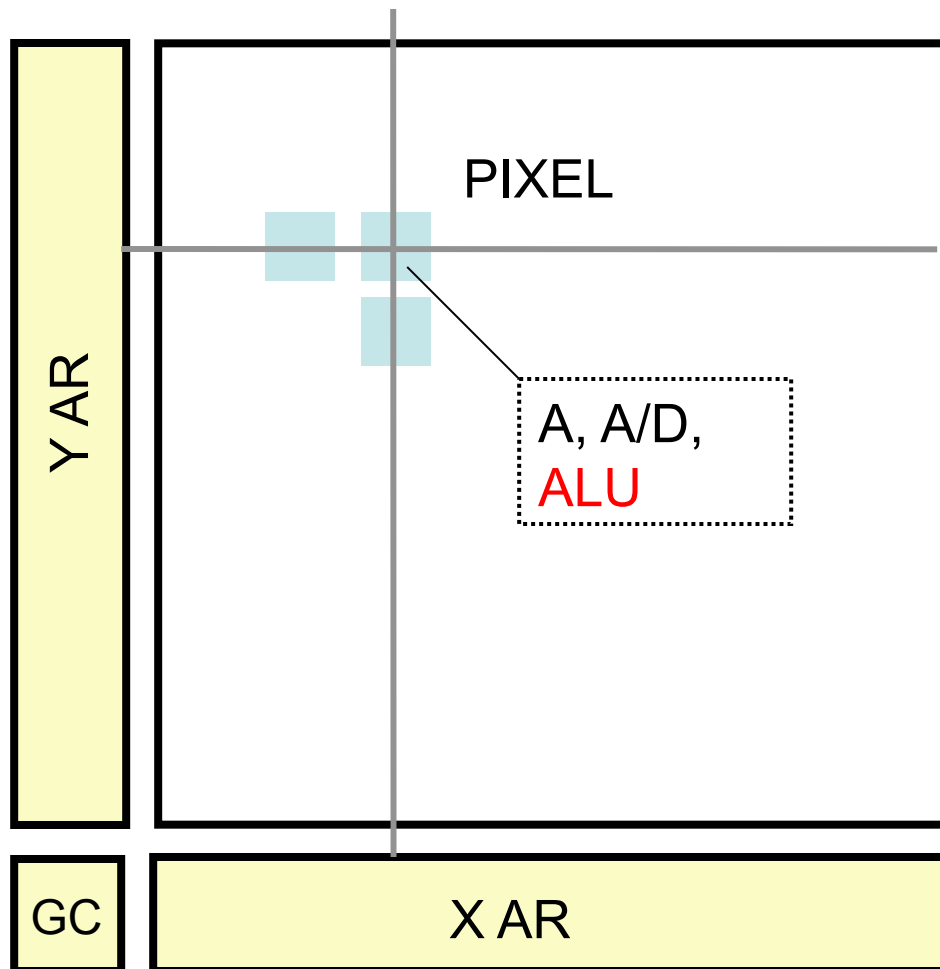 PIXEL
Y AR
A, A/D,
ALU
GC
X AR